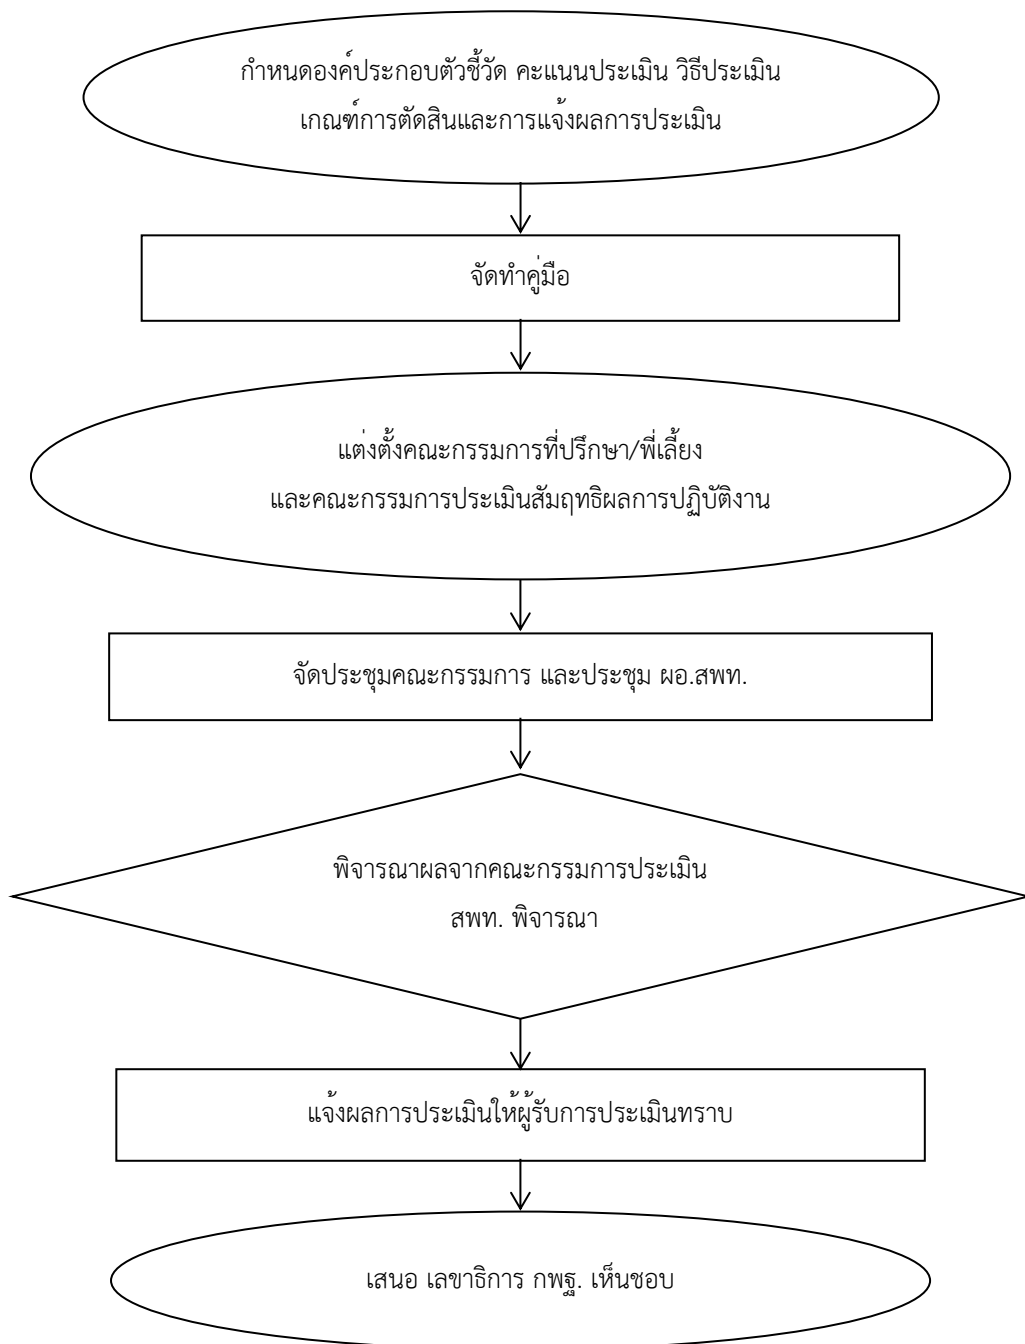 กำหนดองค์ประกอบตัวชี้วัด คะแนนประเมิน วิธีประเมิน
เกณฑ์การตัดสินและการแจ้งผลการประเมิน
จัดทำคู่มือ
แต่งตั้งคณะกรรมการที่ปรึกษา/พี่เลี้ยง
และคณะกรรมการประเมินสัมฤทธิผลการปฏิบัติงาน
จัดประชุมคณะกรรมการ และประชุม ผอ.สพท.
พิจารณาผลจากคณะกรรมการประเมิน
สพท. พิจารณา
แจ้งผลการประเมินให้ผู้รับการประเมินทราบ
เสนอ เลขาธิการ กพฐ. เห็นชอบ